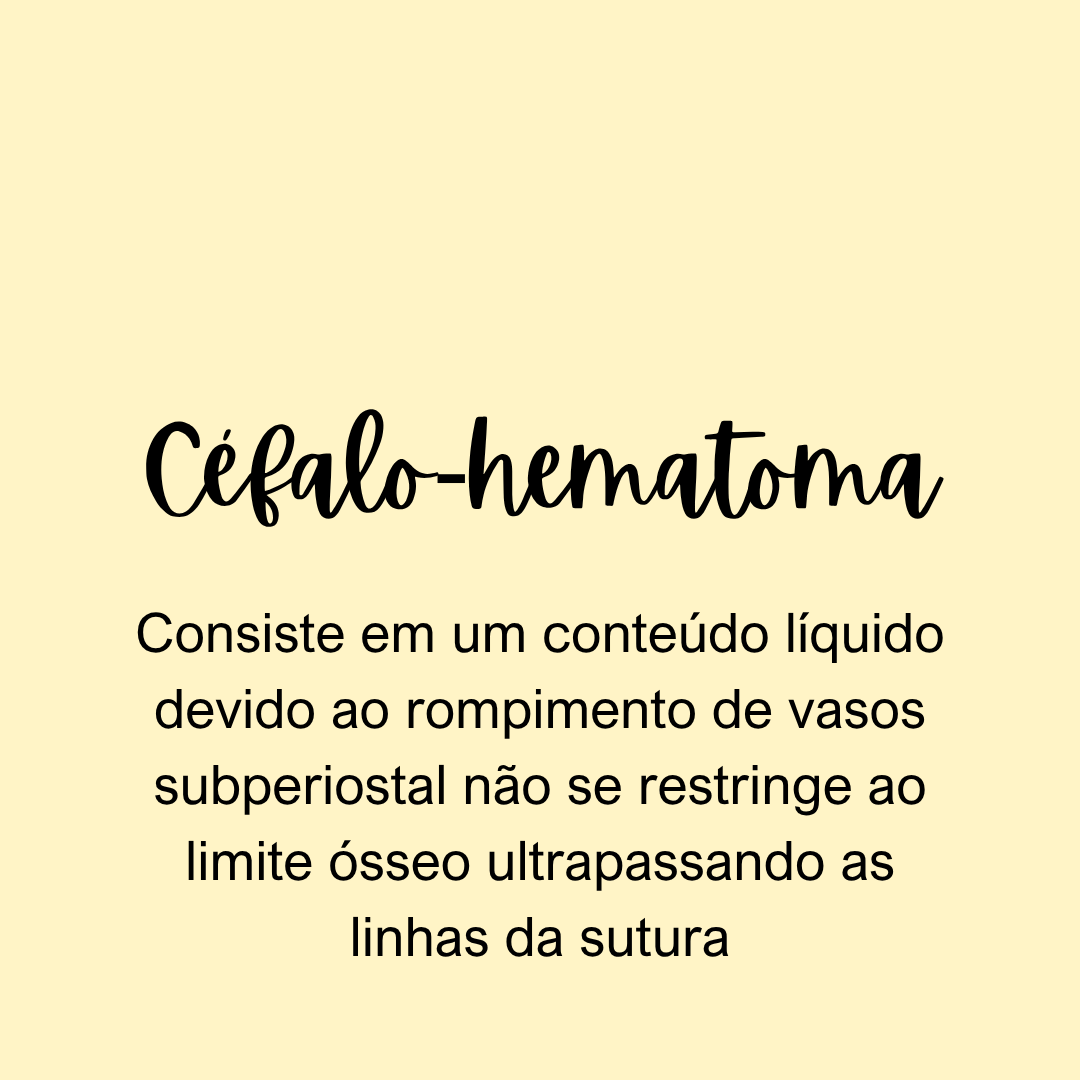 Céfalo-hematoma
Consiste em um conteúdo líquido
devido ao rompimento de vasos
subperiostal não se restringe ao
limite ósseo ultrapassando as
linhas da sutura